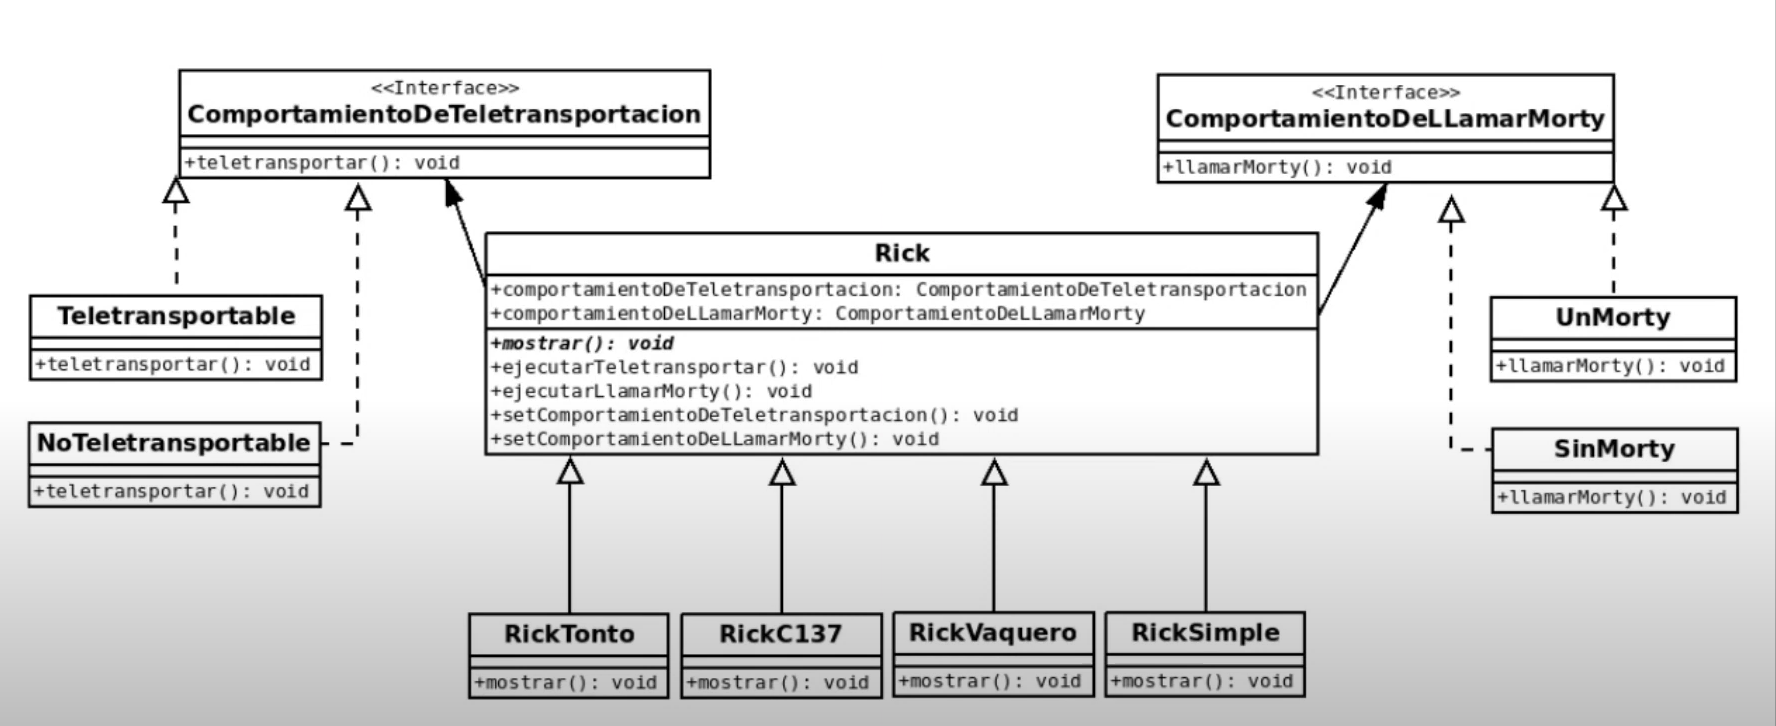 <<Interface>>
ComportamientoDeTeletransportacion
+teletransportar(): void
<<Interface>>
ComportamientoDeLLamarMorty
+llamarMorty(): void
Rick
+comportamientoDeTeletransportacion: ComportamientoDeTeletransportacion
+comportamientoDeLLamarMorty: ComportamientoDeLLamarMorty
+mostrar(): void
+ejecutarTeletransportar(): void
+ejecutarLlamarMorty(): void
+setComportamientoDeTeletransportacion(): void
+setComportamientoDeLLamarMorty(): void
Teletransportable
+teletransportar(): void
NoTeletransportable
+teletransportar(): void
UnMorty
+llamarMorty(): void
SinMorty
+llamarMorty(): void
RickTonto
+mostrar(): void
RickC137
+mostrar(): void
RickVaquero
+mostrar(): void
RickSimple
+mostrar(): void